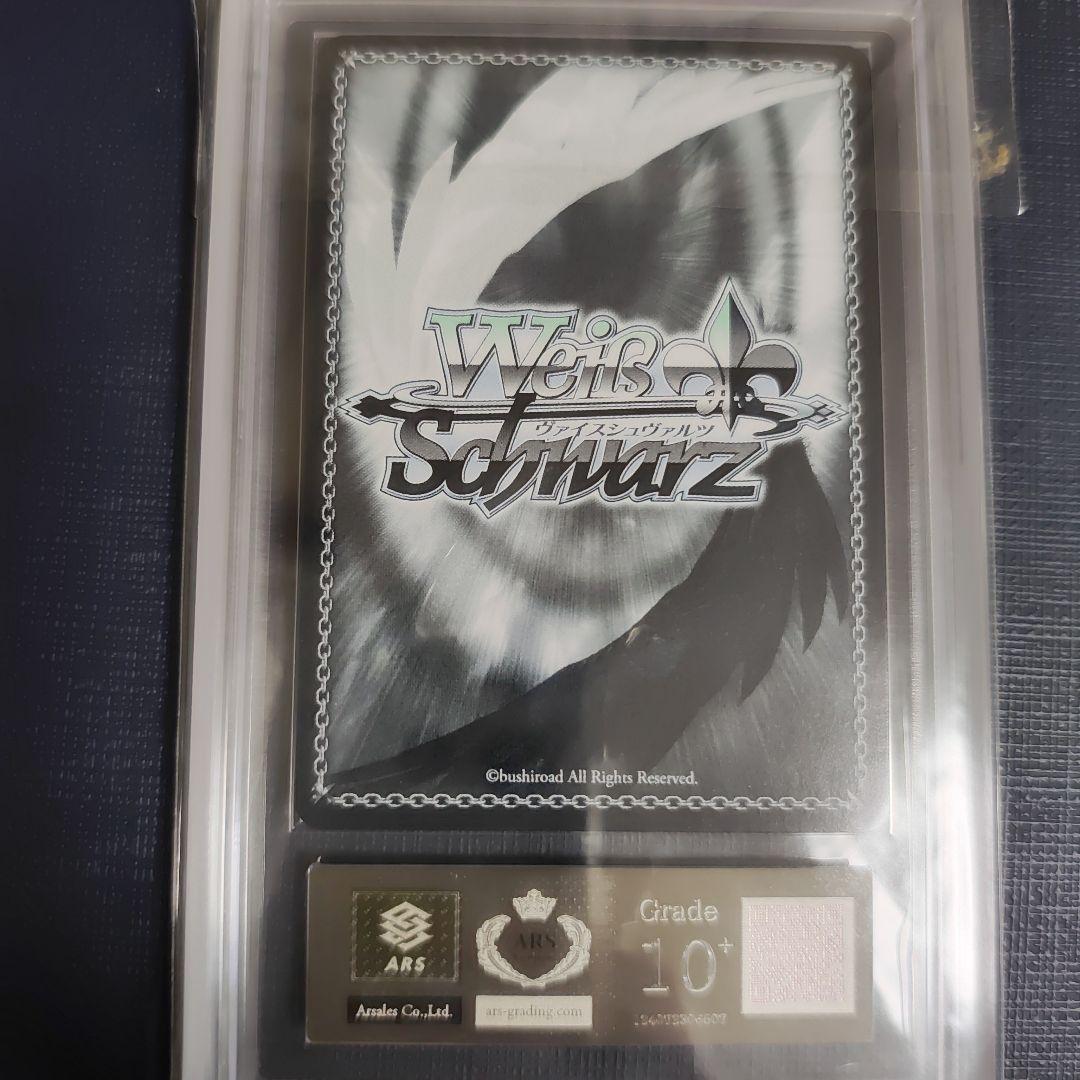 Weiß
ヴァイスシュヴァルツ
Schwarz
©bushiroad All Rights Reserved.
ARS
Arsales Co.,Ltd.
ARS
ars-grading.com
Grade
10+